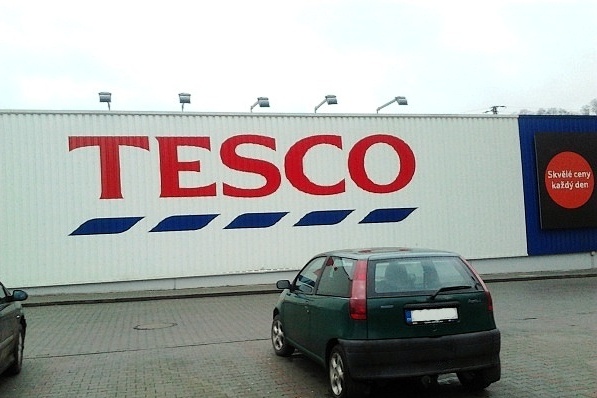 TESCO
Skvělé ceny
každý den